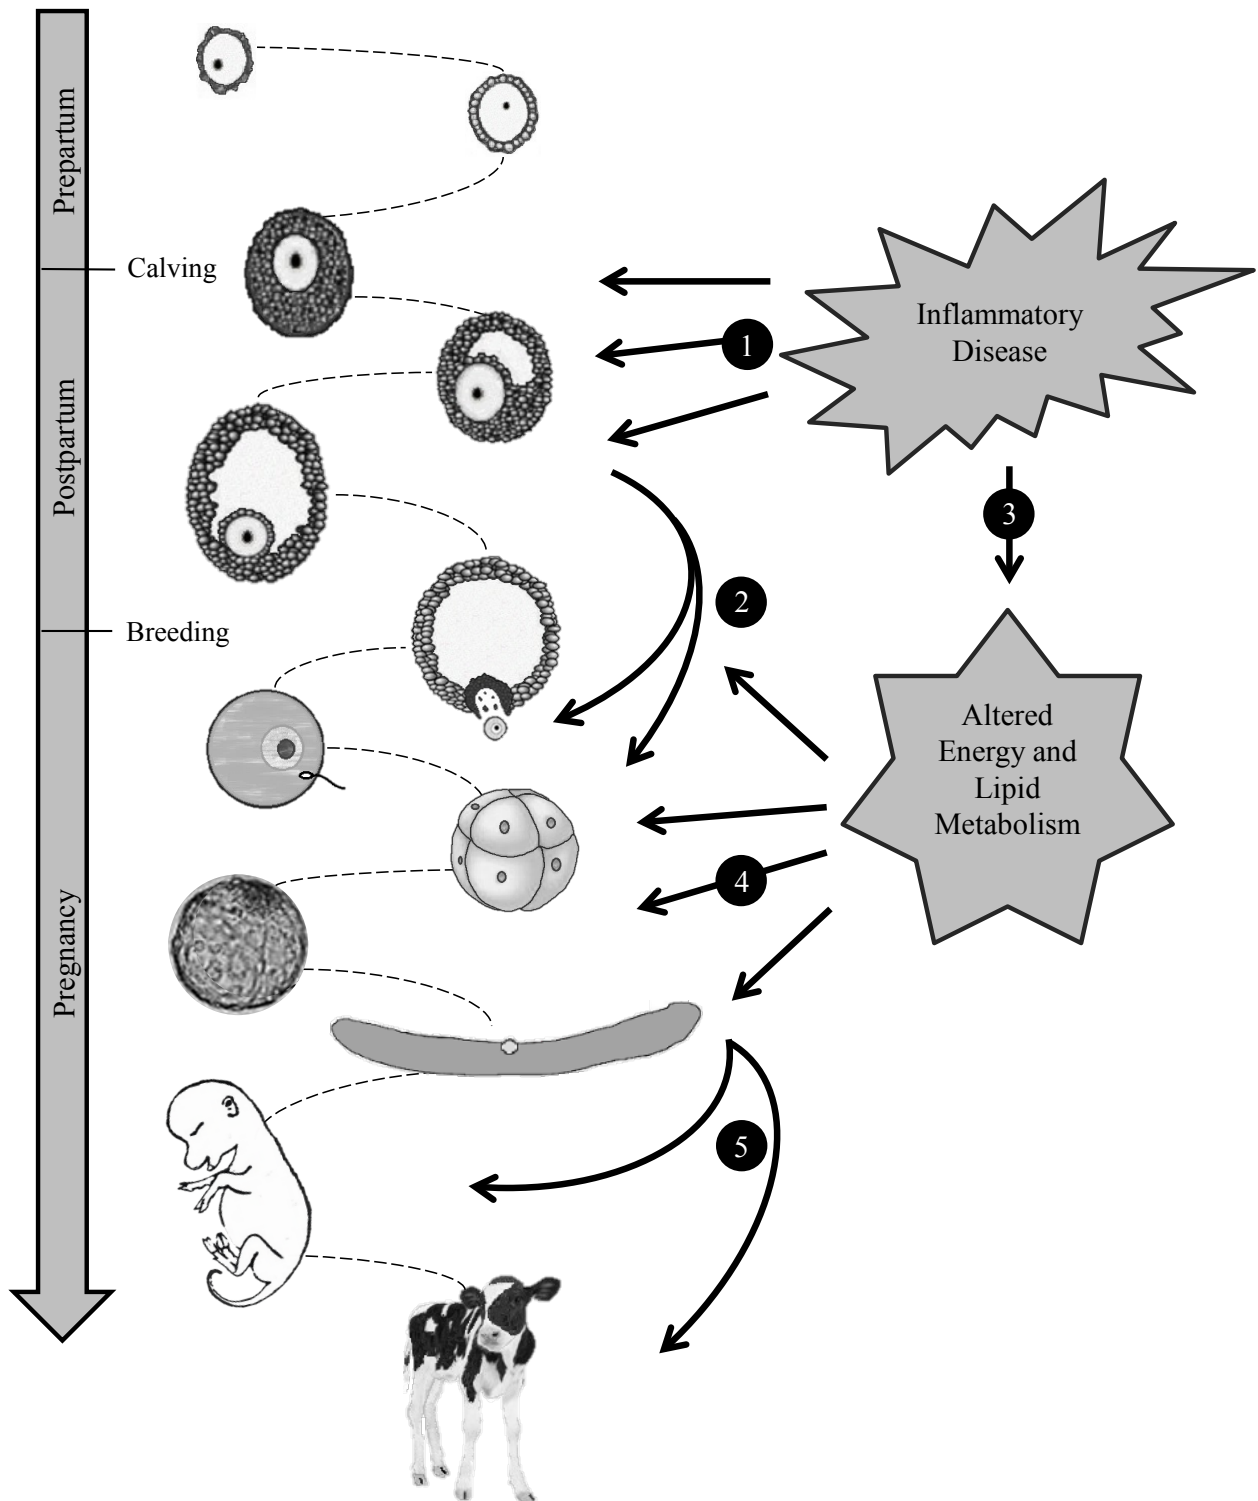 Prepartum
Calving
Postpartum
Breeding
Pregnancy
Inflammatory
Disease
1
2
3
Altered
Energy and
Lipid
Metabolism
4
5